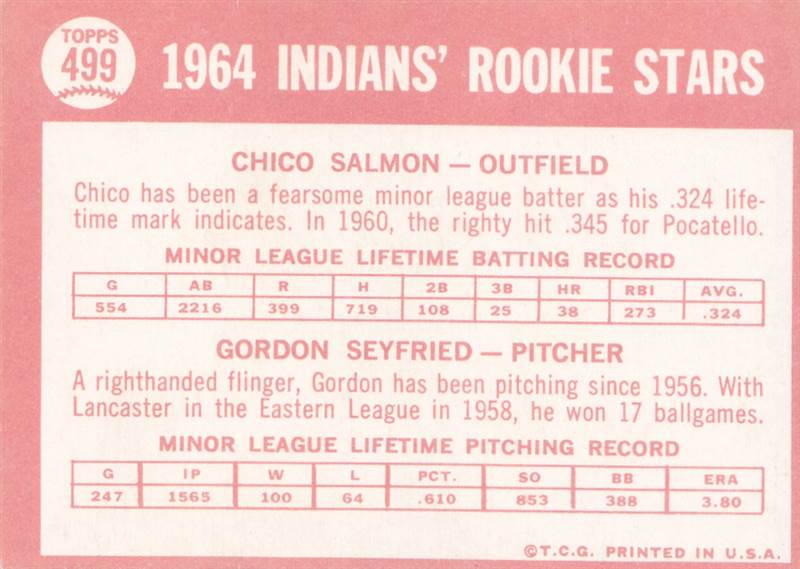 TOPPS
499
1964 INDIANS' ROOKIE STARS
CHICO SALMON — OUTFIELD
Chico has been a fearsome minor league batter as his .324 life-
time mark indicates. In 1960, the righty hit .345 for Pocatello.
MINOR LEAGUE LIFETIME BATTING RECORD
G AB R H 2B 3B HR RBI AVG.
554 2216 399 719 108 25 38 273 .324
GORDON SEYFRIED — PITCHER
A righthanded flinger, Gordon has been pitching since 1956. With
Lancaster in the Eastern League in 1958, he won 17 ballgames.
MINOR LEAGUE LIFETIME PITCHING RECORD
G IP W L PCT. SO BB ERA
247 1565 100 64 .610 853 388 3.80
©T.C.G. PRINTED IN U.S.A.